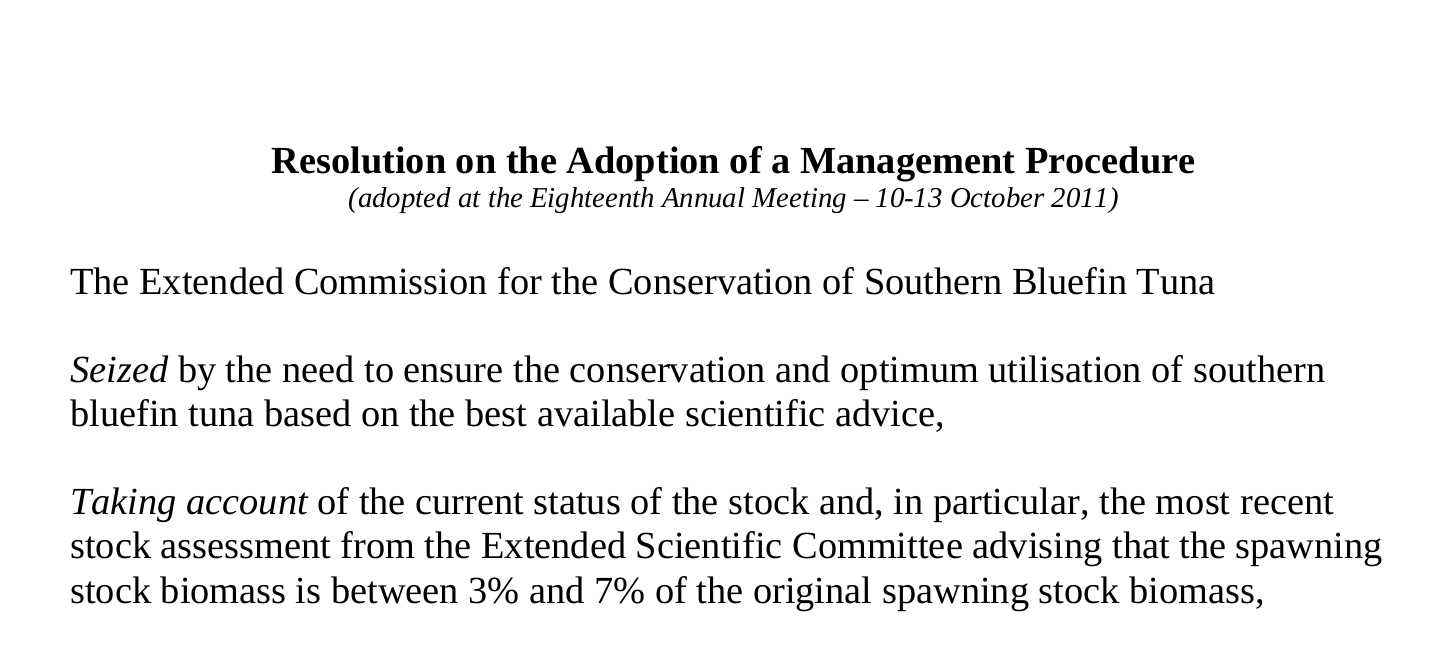 Resolution on the Adoption of a Management Procedure
(adopted at the Eighteenth Annual Meeting – 10-13 October 2011)
The Extended Commission for the Conservation of Southern Bluefin Tuna
Seized by the need to ensure the conservation and optimum utilisation of southern
bluefin tuna based on the best available scientific advice,
Taking account of the current status of the stock and, in particular, the most recent
stock assessment from the Extended Scientific Committee advising that the spawning
stock biomass is between 3% and 7% of the original spawning stock biomass,